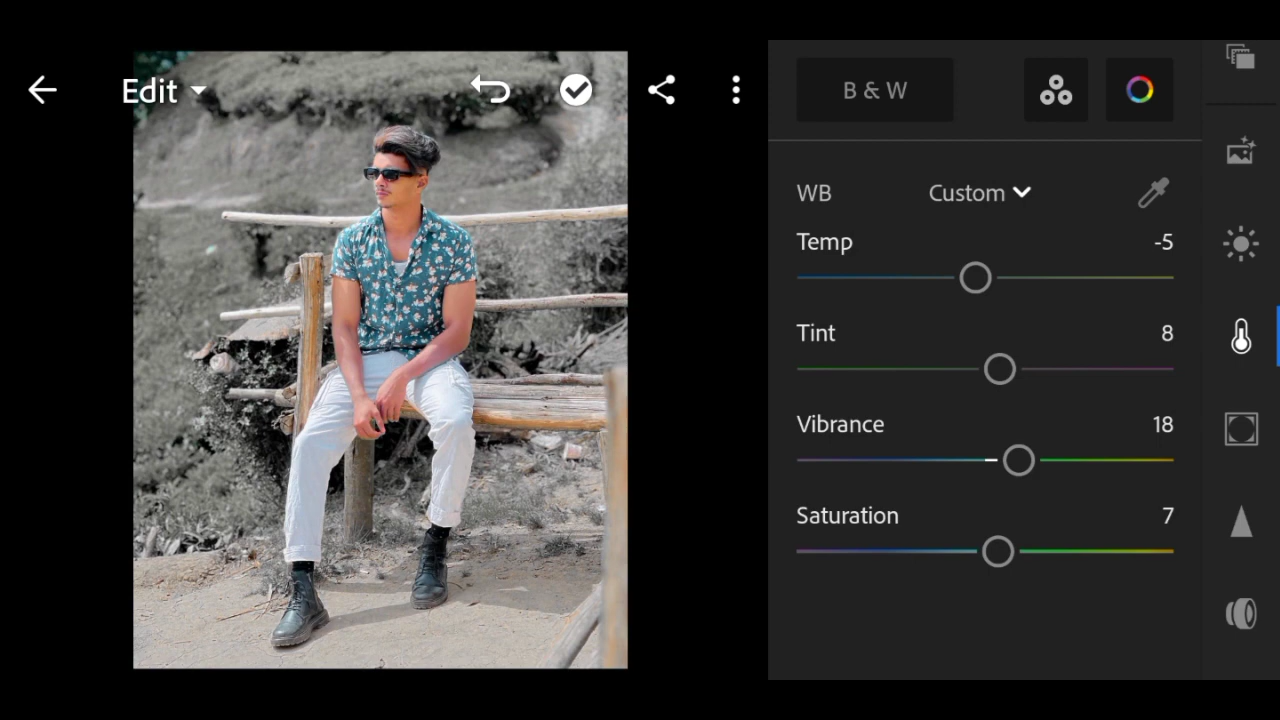 Edit
B & W
WB Custom
Temp -5
Tint 8
Vibrance 18
Saturation 7